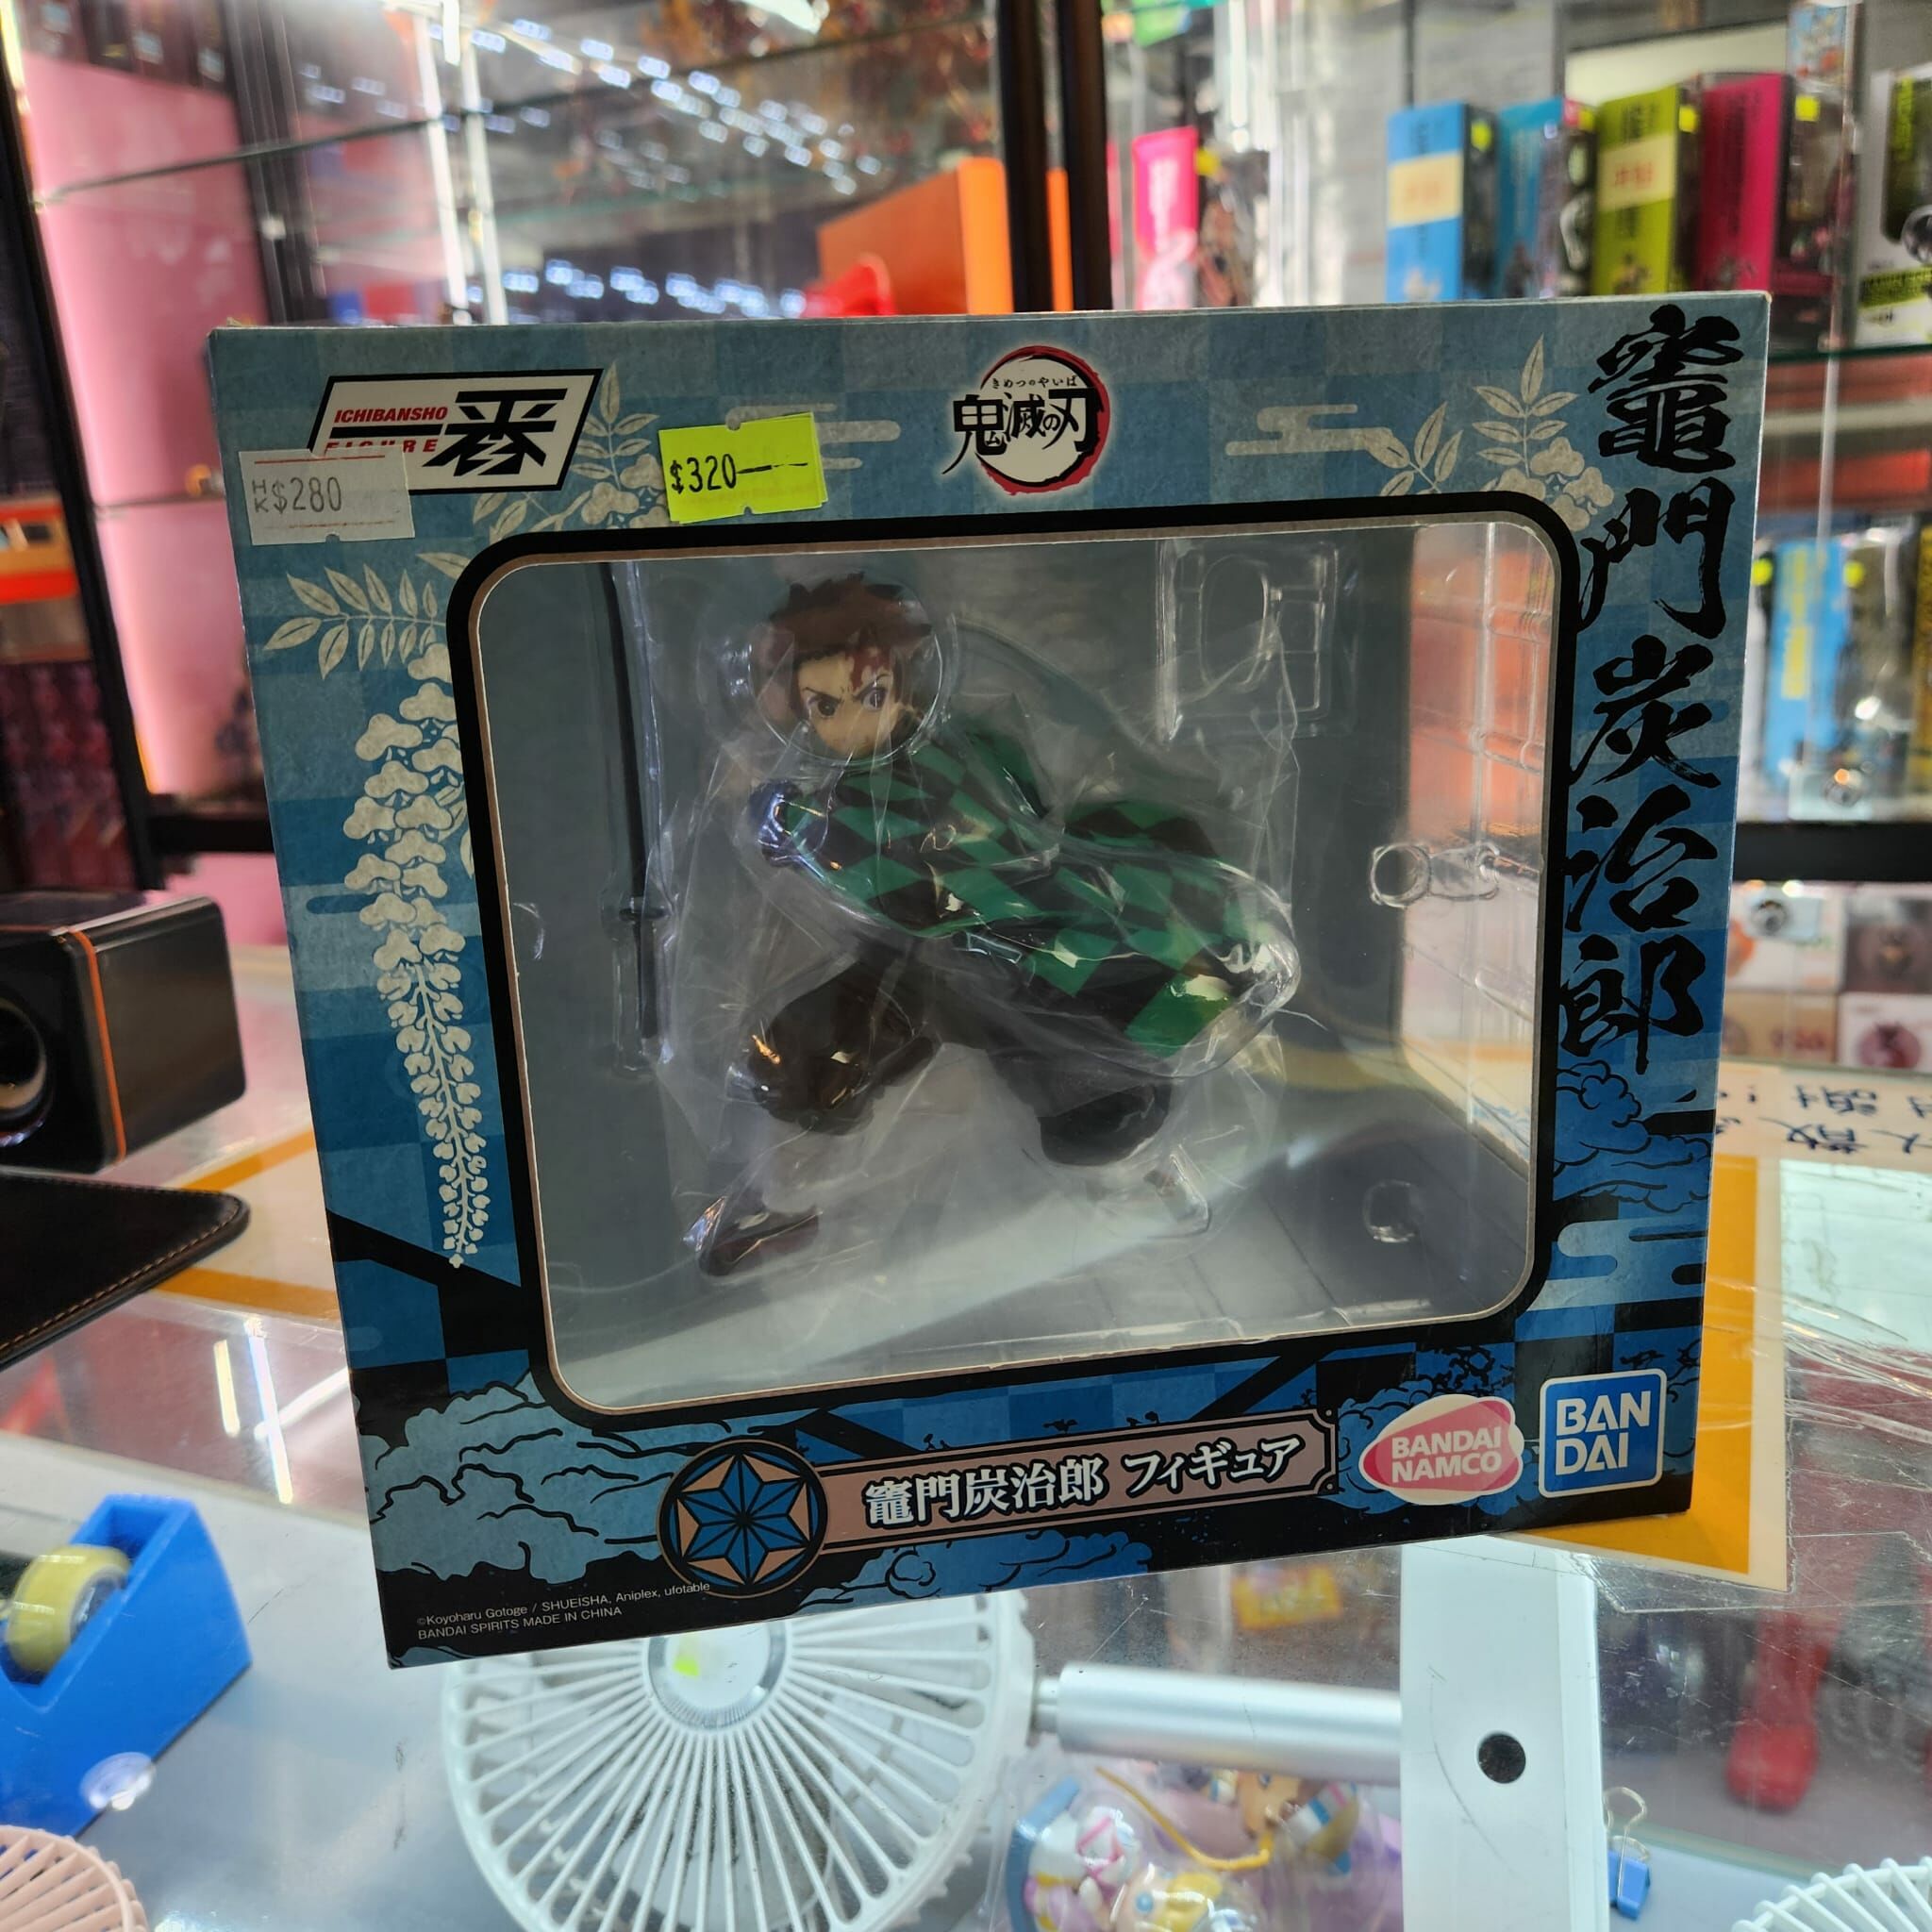 ICHIBANSHO
FIGURE
一番
HK$280
$320
きめつのやいば
鬼滅の刃
竈門炭治郎
竈門炭治郎 フィギュア
BANDAI
NAMCO
BAN
DAI
©Koyoharu Gotoge / SHUEISHA, Aniplex, ufotable
BANDAI SPIRITS MADE IN CHINA